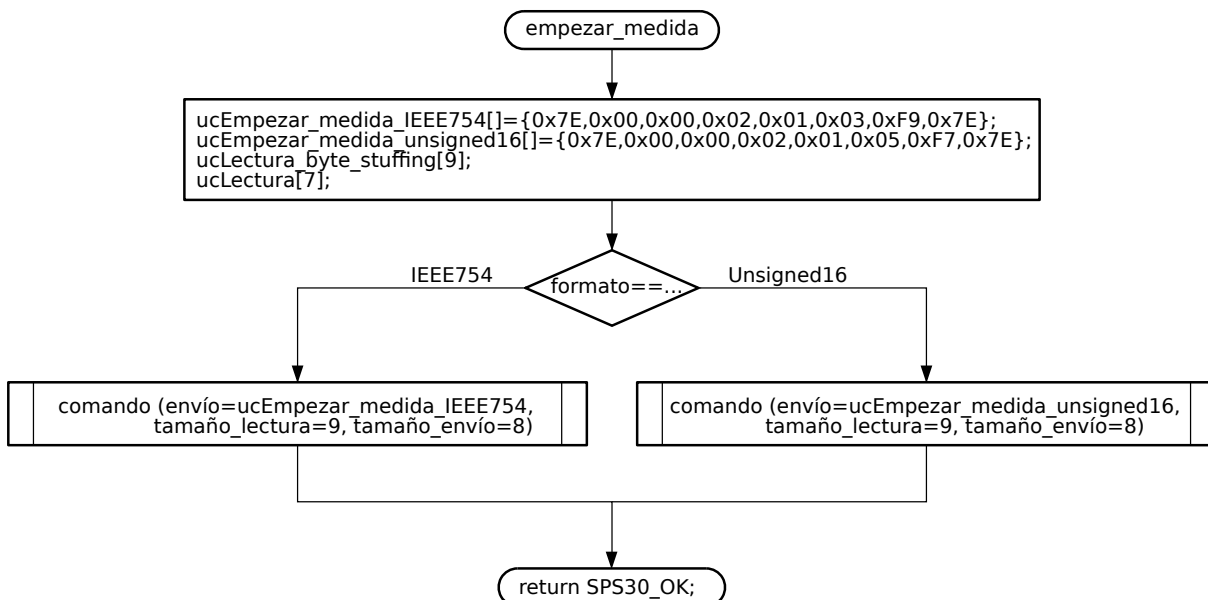 empezar_medida
ucEmpezar_medida_IEEE754[]={0x7E,0x00,0x00,0x02,0x01,0x03,0xF9,0x7E};
ucEmpezar_medida_unsigned16[]={0x7E,0x00,0x00,0x02,0x01,0x05,0xF7,0x7E};
ucLectura_byte_stuffing[9];
ucLectura[7];
IEEE754
formato==...
Unsigned16
comando (envío=ucEmpezar_medida_IEEE754,
tamaño_lectura=9, tamaño_envío=8)
comando (envío=ucEmpezar_medida_unsigned16,
tamaño_lectura=9, tamaño_envío=8)
return SPS30_OK;